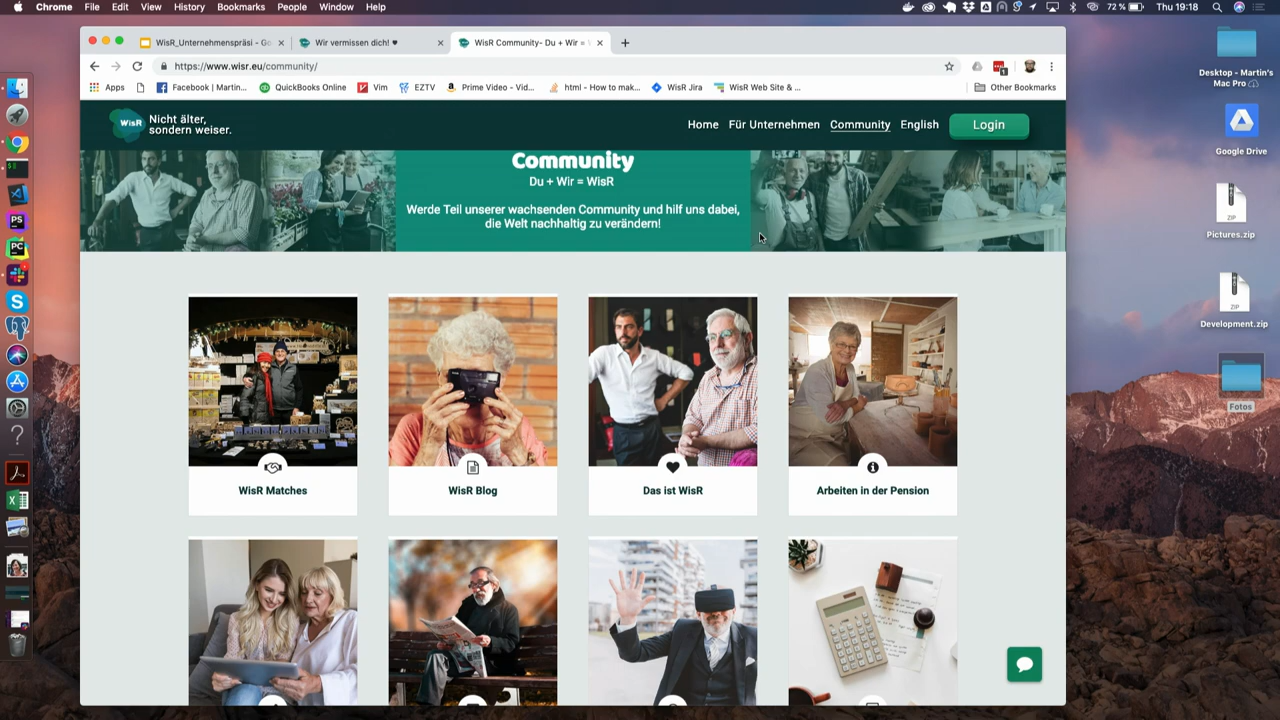 Chrome File Edit View History Bookmarks People Window Help
72 % Thu 19:18
WisR_Unternehmenspräsi - Go
Wir vermissen dich! ♥
WisR Community- Du + Wir =
https://www.wisr.eu/community/
Apps
Facebook | Martin...
QuickBooks Online
Vim
EZTV
Prime Video - Vid...
html - How to mak...
WisR Jira
WisR Web Site & ...
Other Bookmarks
WisR
Nicht älter,
sondern weiser.
Home Für Unternehmen Community English Login
Community
Du + Wir = WisR
Werde Teil unserer wachsenden Community und hilf uns dabei,
die Welt nachhaltig zu verändern!
WisR Matches
WisR Blog
Das ist WisR
Arbeiten in der Pension
Desktop - Martin's
Mac Pro
Google Drive
ZIP
Pictures.zip
ZIP
Development.zip
Fotos